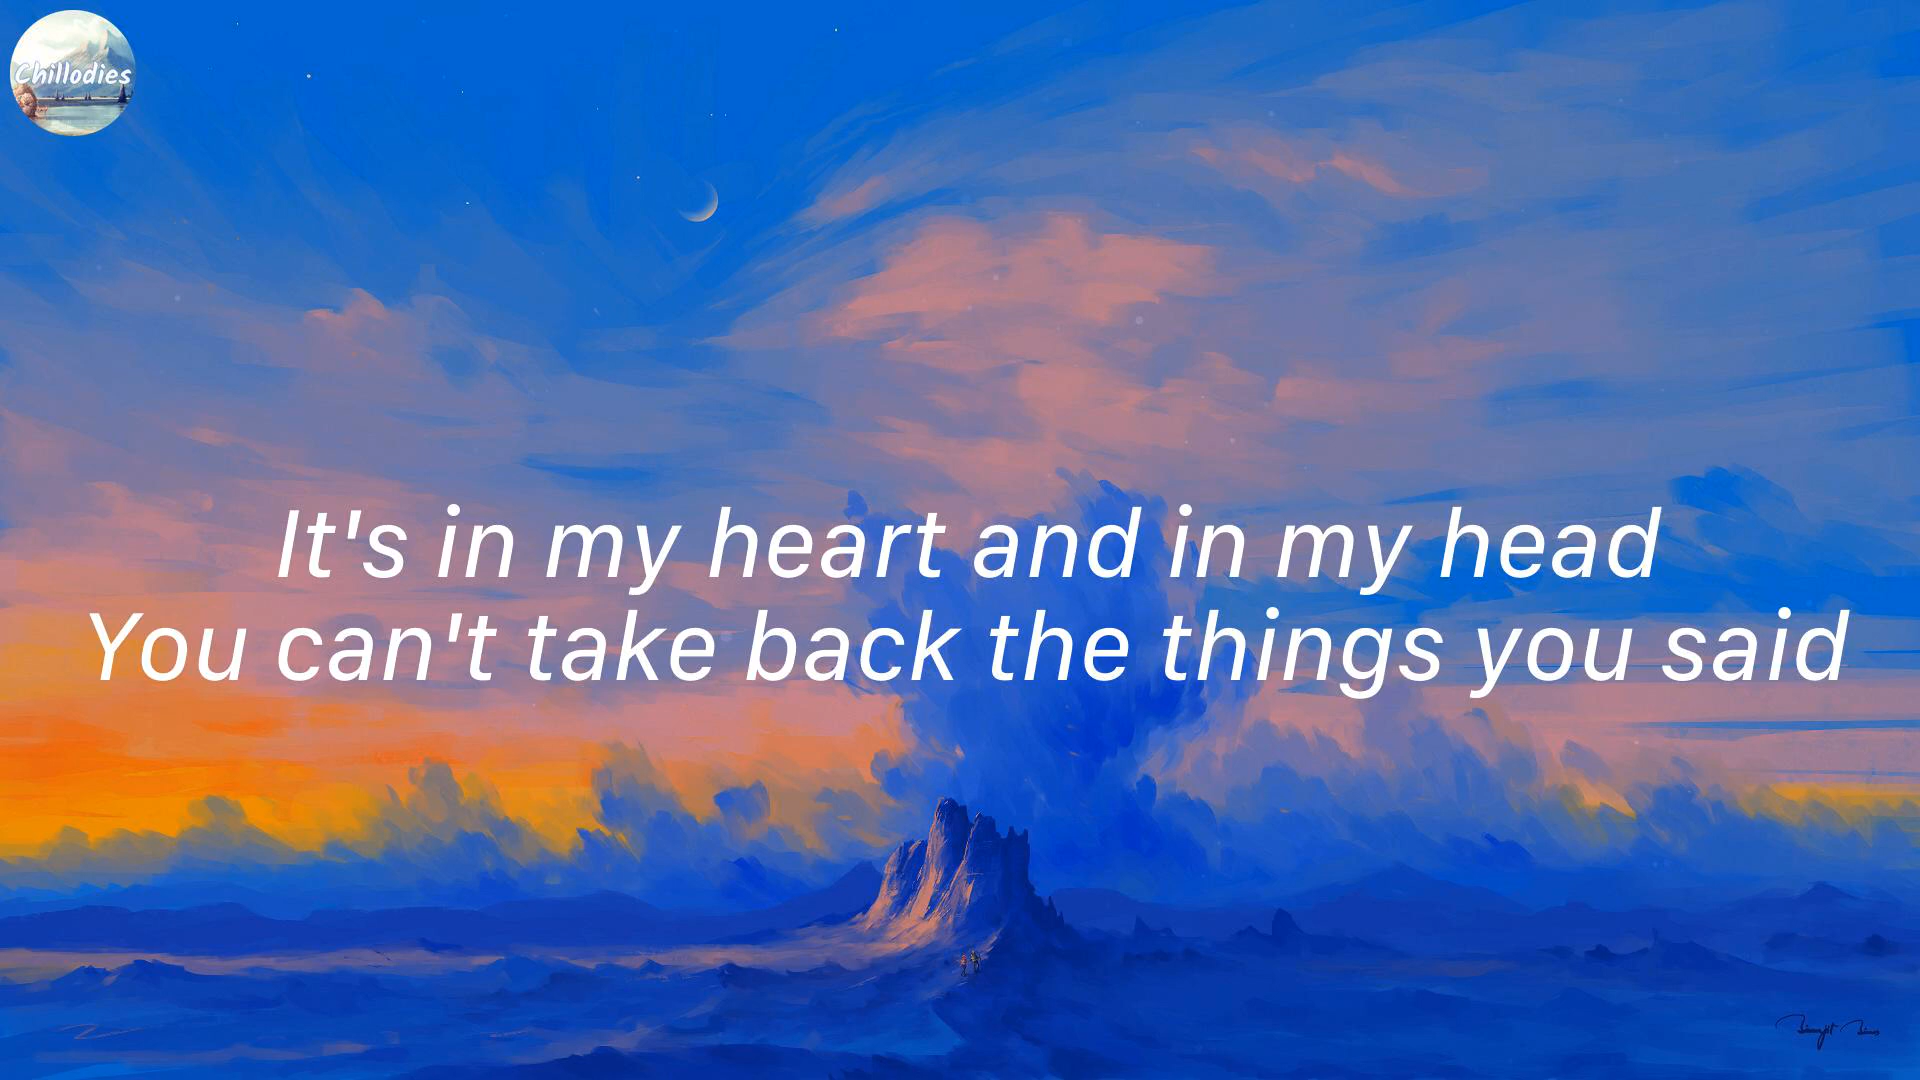 Chillodies
It's in my heart and in my head
You can't take back the things you said